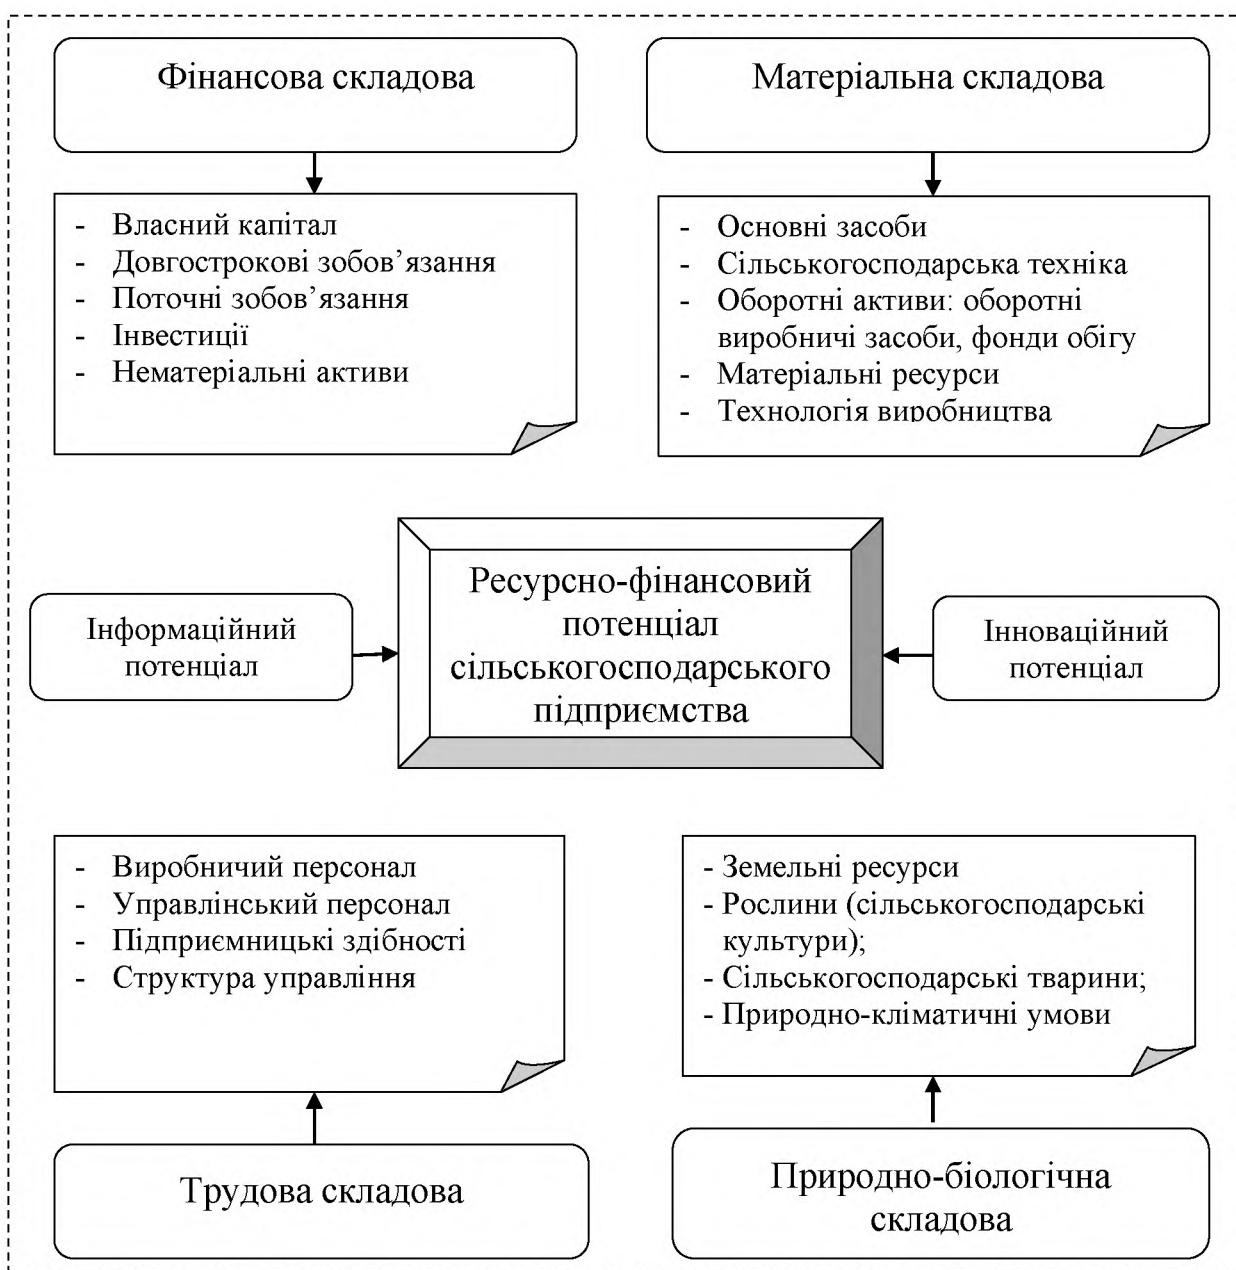 Фінансова складова
Матеріальна складова
- Власний капітал
- Довгострокові зобов’язання
- Поточні зобов’язання
- Інвестиції
- Нематеріальні активи
- Основні засоби
- Сільськогосподарська техніка
- Оборотні активи: оборотні
виробничі засоби, фонди обігу
- Матеріальні ресурси
- Технологія виробництва
Інформаційний
потенціал
Ресурсно-фінансовий
потенціал
сільськогосподарського
підприємства
Інноваційний
потенціал
- Виробничий персонал
- Управлінський персонал
- Підприємницькі здібності
- Структура управління
- Земельні ресурси
- Рослини (сільськогосподарські
культури);
- Сільськогосподарські тварини;
- Природно-кліматичні умови
Трудова складова
Природно-біологічна
складова